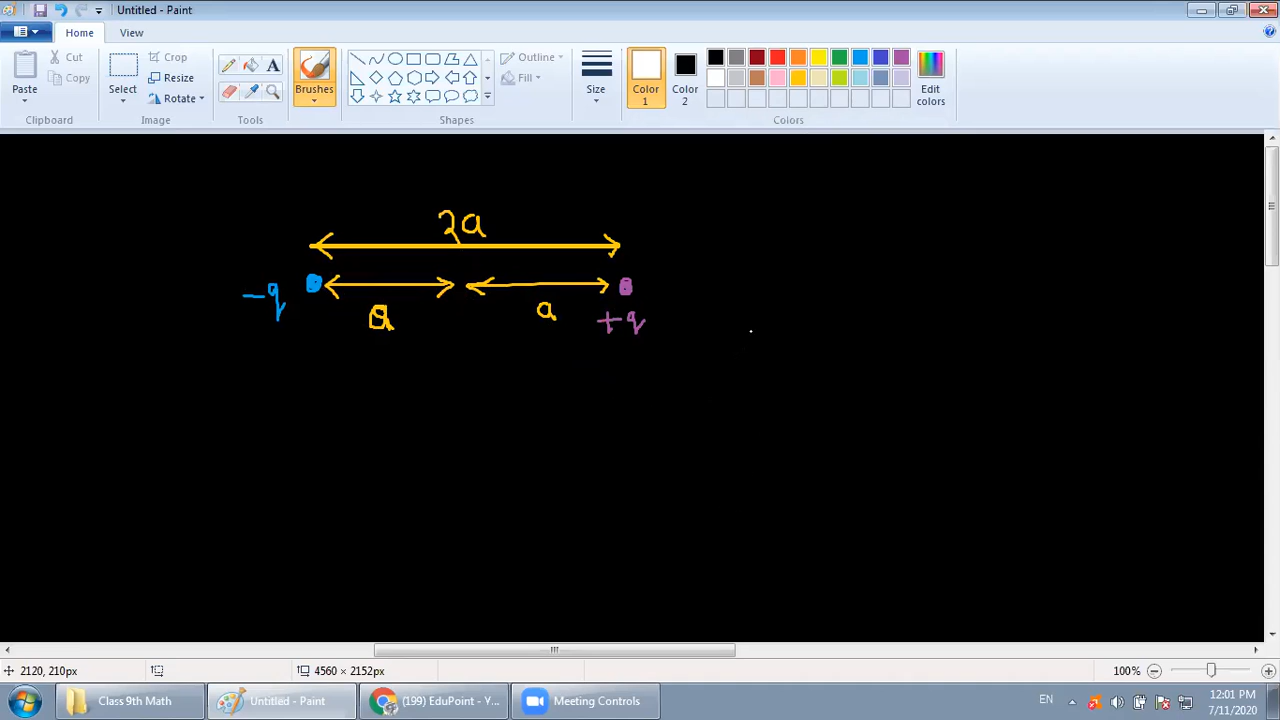 Untitled - Paint
Home View
Paste
Cut
Copy
Clipboard
Select
Crop
Resize
Rotate
Image
A
Tools
Brushes
Outline
Fill
Shapes
Size
Color 1
Color 2
Edit colors
Colors
2a
-q
a
a
+q
2120, 210px
4560 × 2152px
100%
Class 9th Math
Untitled - Paint
(199) EduPoint - Y...
Meeting Controls
EN
12:01 PM
7/11/2020